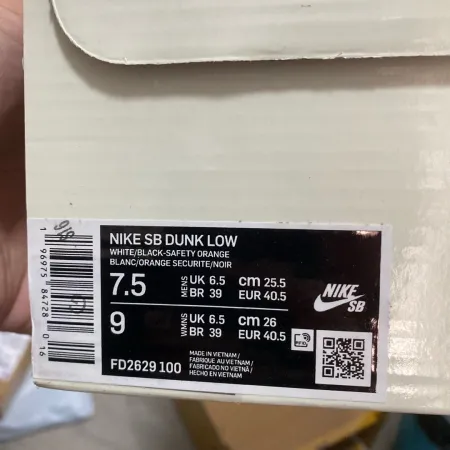 NIKE SB DUNK LOW
WHITE/BLACK-SAFETY ORANGE
BLANC/ORANGE SECURITE/NOIR
7.5 MENS UK 6.5 cm 25.5
BR 39 EUR 40.5
9 WMNS UK 6.5 cm 26
BR 39 EUR 40.5
FD2629 100
MADE IN VIETNAM /
FABRIQUE AU VIETNAM /
FABRICADO NO VIETNÃ /
HECHO EN VIETNAM
NIKE
SB